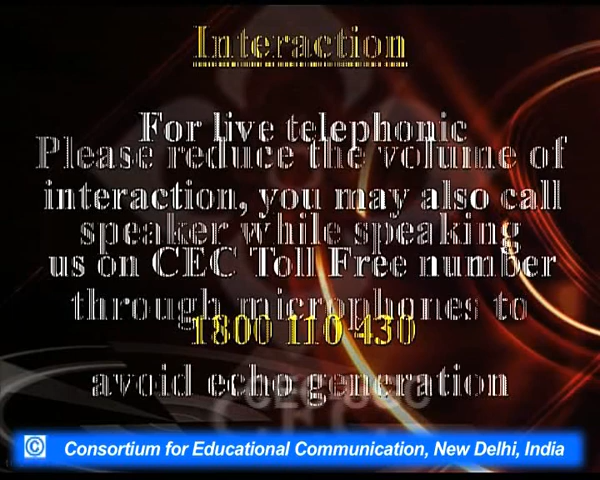 Interaction
For live telephonic
Please reduce the volume of
interaction, you may also call
speaker while speaking
us on CEC Toll Free number
through microphones to
1800 110 430
avoid echo generation
© Consortium for Educational Communication, New Delhi, India